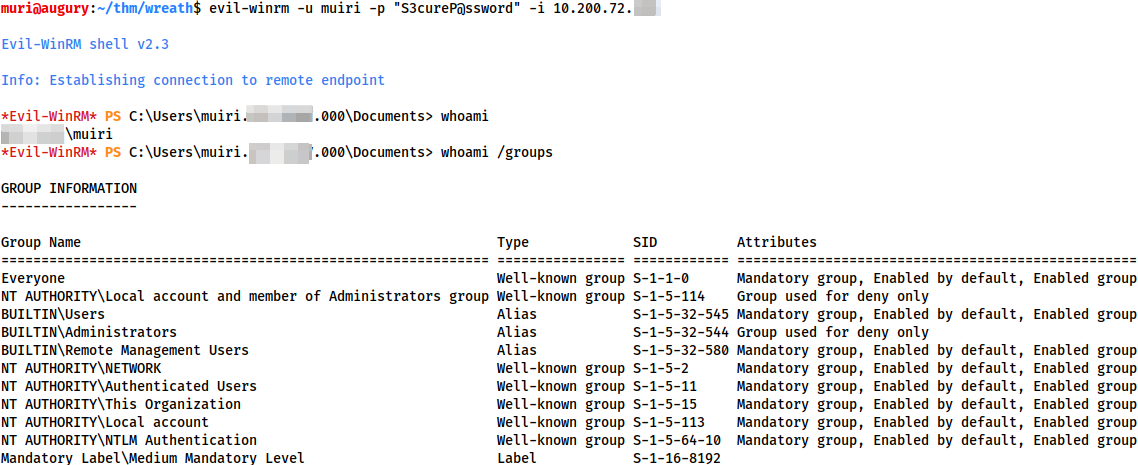 muri@augury:~/thm/wreath$ evil-winrm -u muiri -p "S3cureP@ssword" -i 10.200.72.
Evil-WinRM shell v2.3
Info: Establishing connection to remote endpoint
*Evil-WinRM* PS C:\Users\muiri. .000\Documents> whoami
\muiri
*Evil-WinRM* PS C:\Users\muiri. .000\Documents> whoami /groups
GROUP INFORMATION
-----------------
Group Name Type SID Attributes
============================================================= ================ ============ ==================================================
Everyone Well-known group S-1-1-0 Mandatory group, Enabled by default, Enabled group
NT AUTHORITY\Local account and member of Administrators group Well-known group S-1-5-114 Group used for deny only
BUILTIN\Users Alias S-1-5-32-545 Mandatory group, Enabled by default, Enabled group
BUILTIN\Administrators Alias S-1-5-32-544 Group used for deny only
BUILTIN\Remote Management Users Alias S-1-5-32-580 Mandatory group, Enabled by default, Enabled group
NT AUTHORITY\NETWORK Well-known group S-1-5-2 Mandatory group, Enabled by default, Enabled group
NT AUTHORITY\Authenticated Users Well-known group S-1-5-11 Mandatory group, Enabled by default, Enabled group
NT AUTHORITY\This Organization Well-known group S-1-5-15 Mandatory group, Enabled by default, Enabled group
NT AUTHORITY\Local account Well-known group S-1-5-113 Mandatory group, Enabled by default, Enabled group
NT AUTHORITY\NTLM Authentication Well-known group S-1-5-64-10 Mandatory group, Enabled by default, Enabled group
Mandatory Label\Medium Mandatory Level Label S-1-16-8192